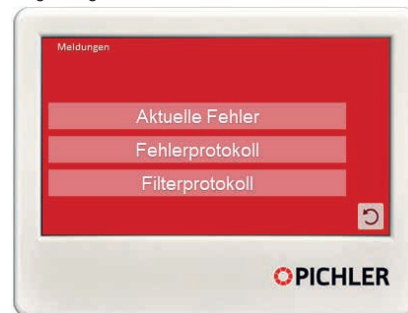 Meldungen
Aktuelle Fehler
Fehlerprotokoll
Filterprotokoll
PICHLER